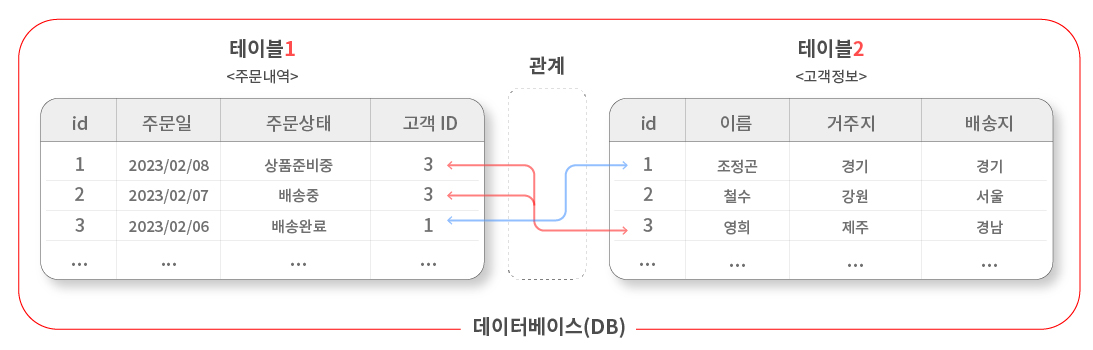 테이블1
<주문내역>
관계
테이블2
<고객정보>
id 주문일 주문상태 고객 ID
1 2023/02/08 상품준비중 3
2 2023/02/07 배송중 3
3 2023/02/06 배송완료 1
... ... ... ...
id 이름 거주지 배송지
1 조정곤 경기 경기
2 철수 강원 서울
3 영희 제주 경남
... ... ... ...
데이터베이스(DB)